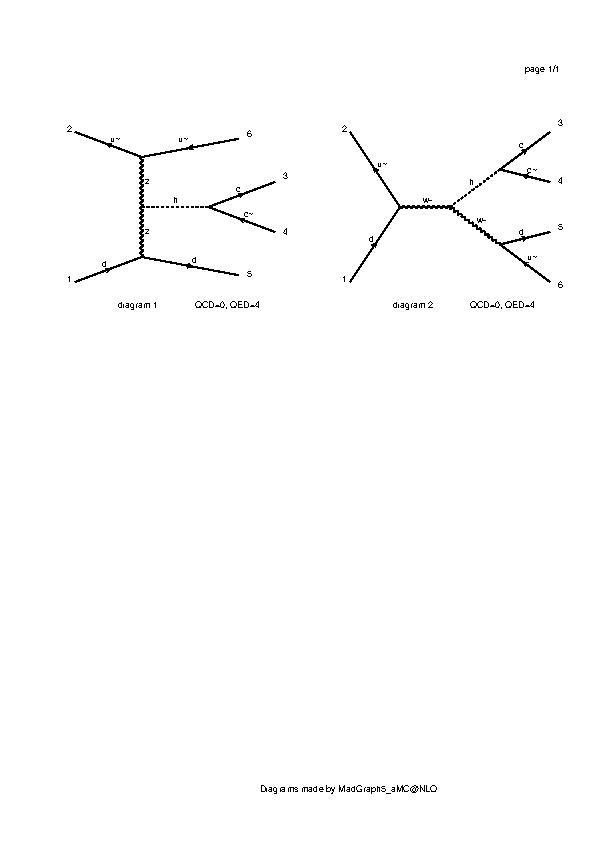 page 1/1
2
u~
u~
6
z
h
c
3
c~
4
z
1
d
d
5
diagram 1
QCD=0, QED=4
2
u~
d
1
w-
h
c
3
c~
4
w-
d
5
u~
6
diagram 2
QCD=0, QED=4
Diagrams made by MadGraph5_aMC@NLO